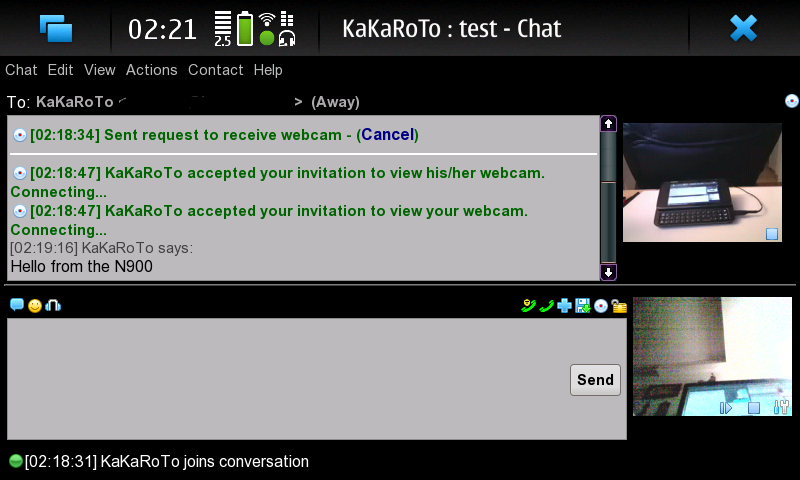 02:21
2.5
KaKaRoTo : test - Chat
Chat Edit View Actions Contact Help
To: KaKaRoTo < > (Away)
[02:18:34] Sent request to receive webcam - (Cancel)
[02:18:47] KaKaRoTo accepted your invitation to view his/her webcam.
Connecting...
[02:18:47] KaKaRoTo accepted your invitation to view your webcam.
Connecting...
[02:19:16] KaKaRoTo says:
Hello from the N900
Send
[02:18:31] KaKaRoTo joins conversation